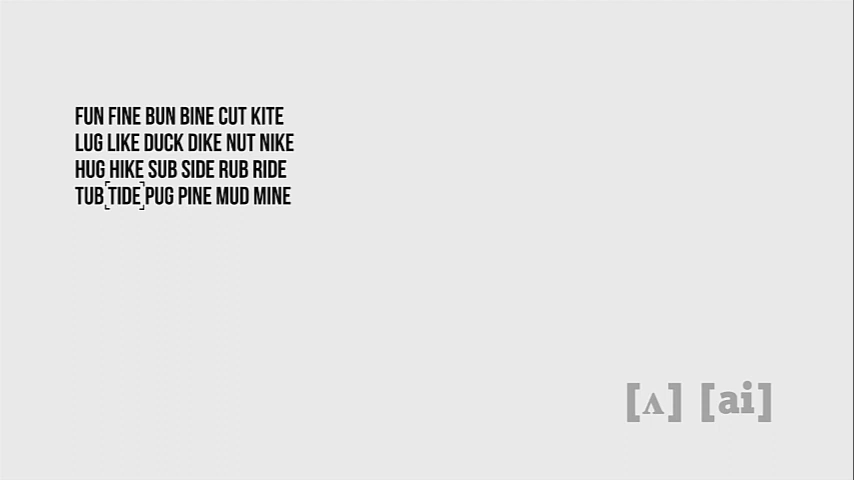 FUN FINE BUN BINE CUT KITE
LUG LIKE DUCK DIKE NUT NIKE
HUG HIKE SUB SIDE RUB RIDE
TUB TIDE PUG PINE MUD MINE
[ʌ] [ai]